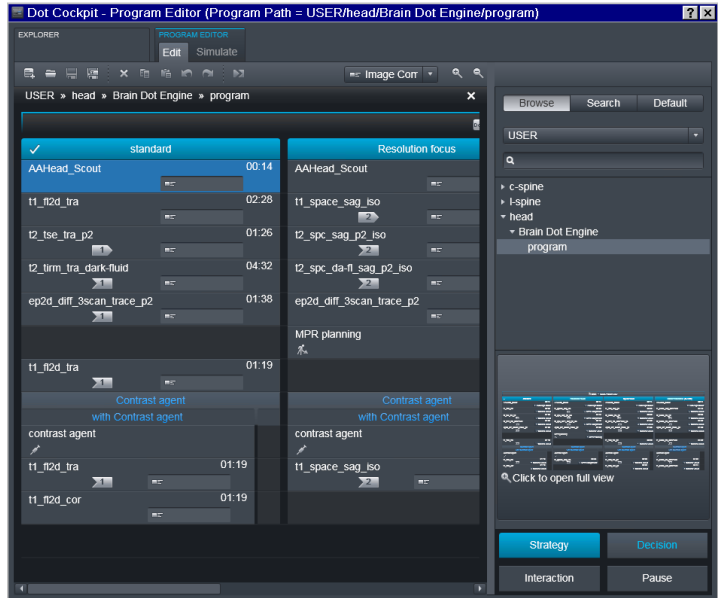 Dot Cockpit - Program Editor (Program Path = USER/head/Brain Dot Engine/program)
EXPLORER
PROGRAM EDITOR
Edit Simulate
Image Corr
USER » head » Brain Dot Engine » program
standard Resolution focus
AAHead_Scout 00:14 AAHead_Scout
t1_fl2d_tra 02:28 t1_space_sag_iso
2
t2_tse_tra_p2 01:26 t2_spc_sag_p2_iso
1 2
t2_tirm_tra_dark-fluid 04:32 t2_spc_da-fl_sag_p2_iso
1 2
ep2d_diff_3scan_trace_p2 01:38 ep2d_diff_3scan_trace_p2
1
MPR planning
t1_fl2d_tra 01:19
1
Contrast agent Contrast agent
with Contrast agent with Contrast agent
contrast agent contrast agent
t1_fl2d_tra 01:19 t1_space_sag_iso
1 2
t1_fl2d_cor 01:19
Browse Search Default
USER
c-spine
l-spine
head
Brain Dot Engine
program
Click to open full view
Strategy Decision
Interaction Pause